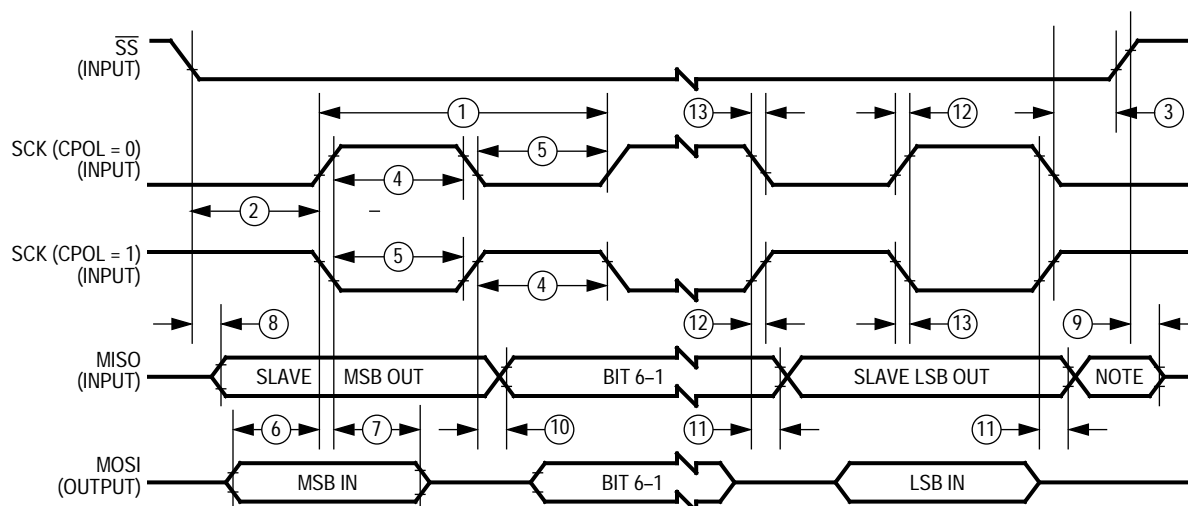 SS
(INPUT)
1
13
12
3
SCK (CPOL = 0)
(INPUT)
5
4
2
–
SCK (CPOL = 1)
(INPUT)
5
4
8
12
13
9
MISO
(INPUT)
SLAVE MSB OUT
BIT 6–1
SLAVE LSB OUT
NOTE
6
7
10
11
11
MOSI
(OUTPUT)
MSB IN
BIT 6–1
LSB IN